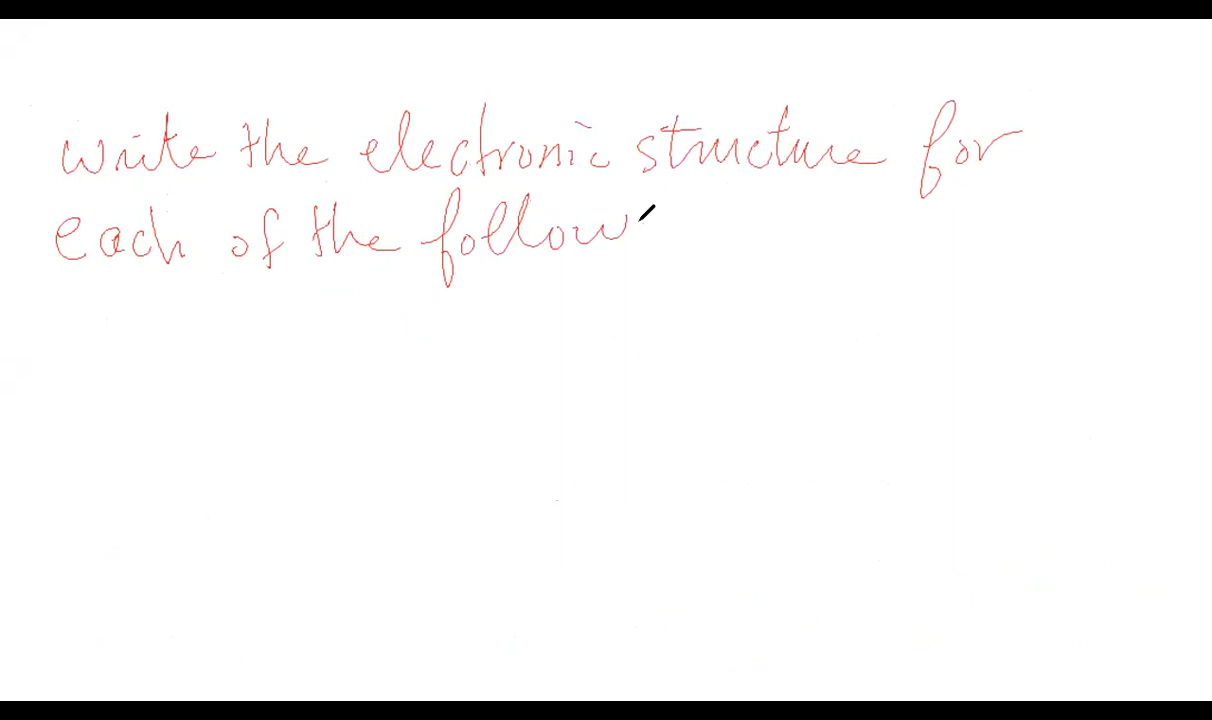 write the electronic structure for
each of the follow